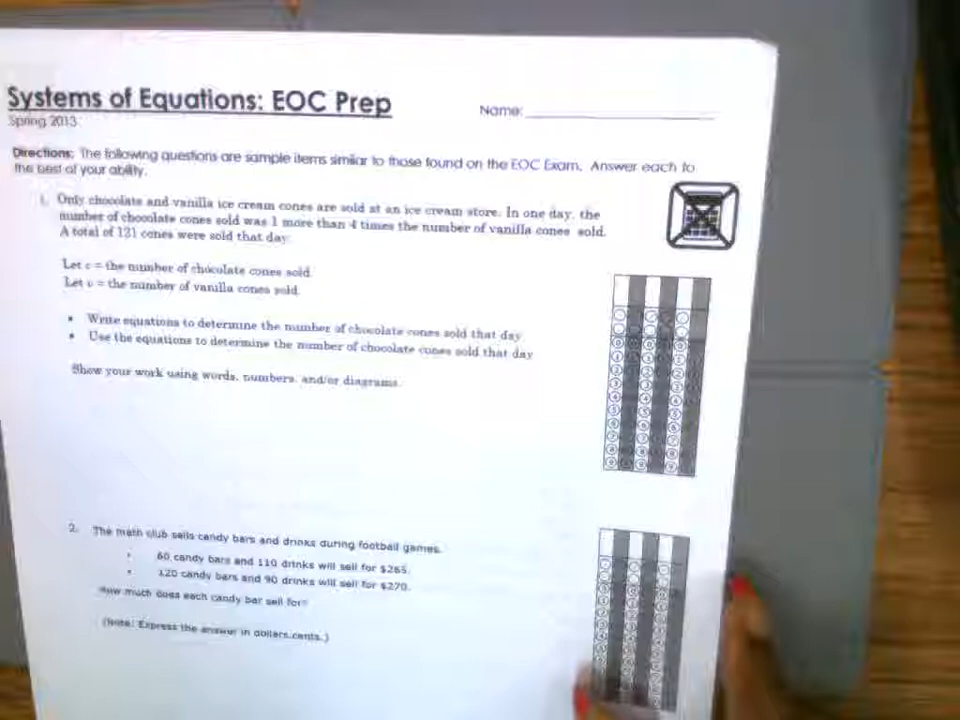 Systems of Equations: EOC Prep
Name:
Spring 2013
Directions: The following questions are sample items similar to those found on the EOC Exam. Answer each to
the best of your ability.
1. Only chocolate and vanilla ice cream cones are sold at an ice cream store. In one day, the
number of chocolate cones sold was 1 more than 4 times the number of vanilla cones sold.
A total of 121 cones were sold that day.
Let c = the number of chocolate cones sold.
Let v = the number of vanilla cones sold.
• Write equations to determine the number of chocolate cones sold that day
• Use the equations to determine the number of chocolate cones sold that day
Show your work using words, numbers, and/or diagrams.
2. The math club sells candy bars and drinks during football games.
• 60 candy bars and 110 drinks will sell for $265.
• 120 candy bars and 90 drinks will sell for $270.
How much does each candy bar sell for?
(Note: Express the answer in dollars.cents.)